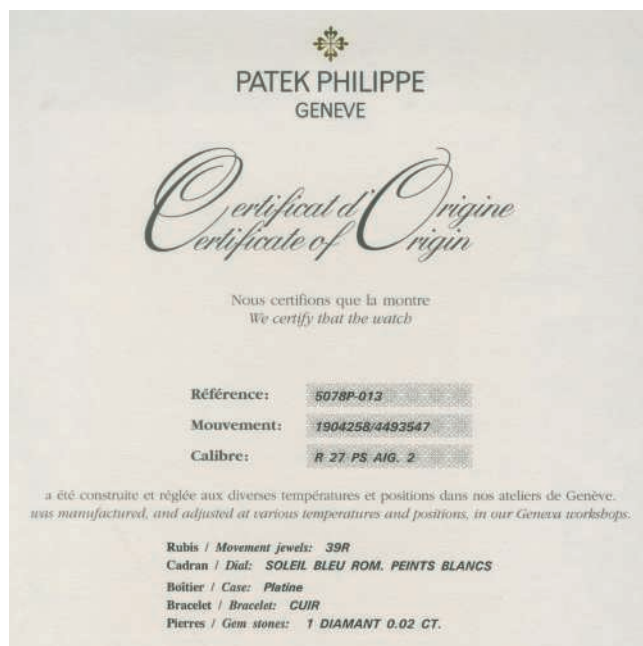 PATEK PHILIPPE
GENEVE
Certificat d'Origine
Certificate of Origin
Nous certifions que la montre
We certify that the watch
Référence: 5078P-013
Mouvement: 1904258/4493547
Calibre: R 27 PS AIG. 2
a été construite et réglée aux diverses températures et positions dans nos ateliers de Genève.
was manufactured, and adjusted at various temperatures and positions, in our Geneva workshops.
Rubis / Movement jewels: 39R
Cadran / Dial: SOLEIL BLEU ROM. PEINTS BLANCS
Boîtier / Case: Platine
Bracelet / Bracelet: CUIR
Pierres / Gem stones: 1 DIAMANT 0.02 CT.